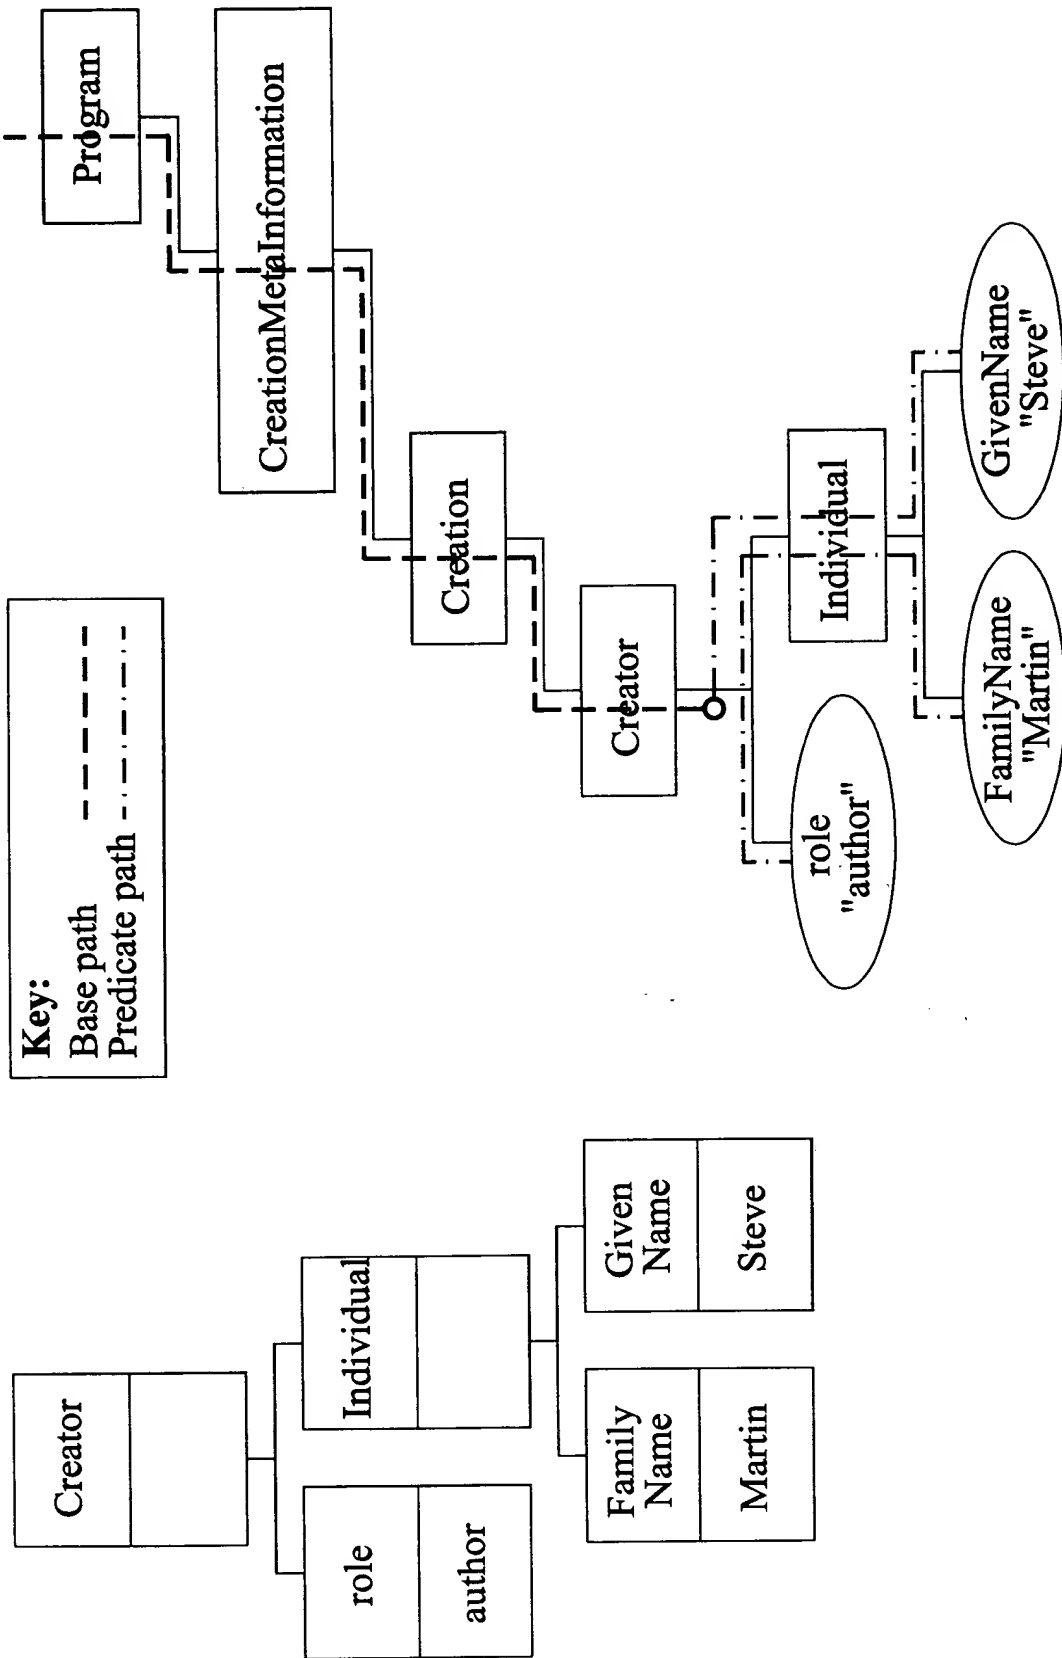 Creator
role
author
Individual
Family
Name
Martin
Given
Name
Steve
Key:
Base path
Predicate path
Program
CreationMetaInformation
Creation
Creator
role
"author"
Individual
FamilyName
"Martin"
GivenName
"Steve"